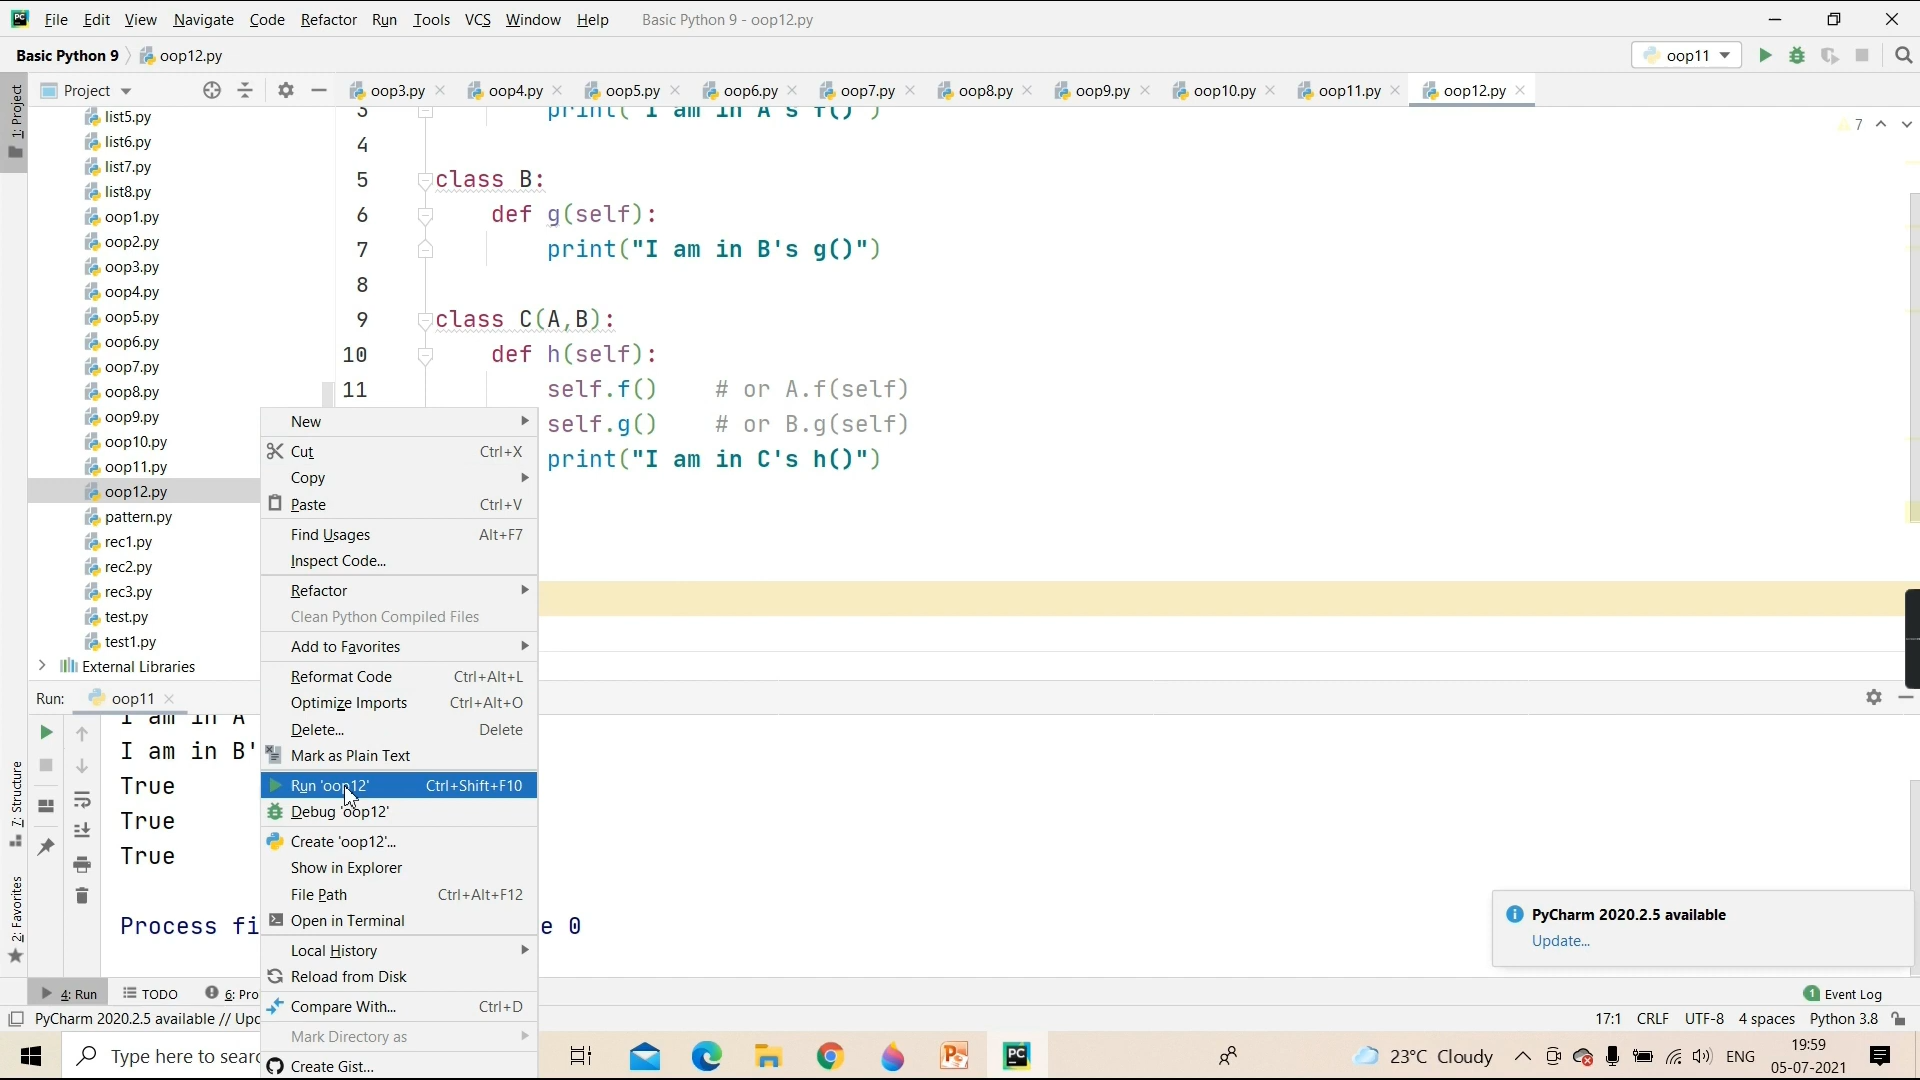 File Edit View Navigate Code Refactor Run Tools VCS Window Help Basic Python 9 - oop12.py
Basic Python 9 oop12.py oop11
1: Project
Project
oop3.py oop4.py oop5.py oop6.py oop7.py oop8.py oop9.py oop10.py oop11.py oop12.py
list5.py
list6.py
list7.py
list8.py
oop1.py
oop2.py
oop3.py
oop4.py
oop5.py
oop6.py
oop7.py
oop8.py
oop9.py
oop10.py
oop11.py
oop12.py
pattern.py
rec1.py
rec2.py
rec3.py
test.py
test1.py
External Libraries
7
3 print("I am in A's f()")
4
5 class B:
6 def g(self):
7 print("I am in B's g()")
8
9 class C(A,B):
10 def h(self):
11 self.f() # or A.f(self)
self.g() # or B.g(self)
print("I am in C's h()")
New
Cut Ctrl+X
Copy
Paste Ctrl+V
Find Usages Alt+F7
Inspect Code...
Refactor
Clean Python Compiled Files
Add to Favorites
Reformat Code Ctrl+Alt+L
Optimize Imports Ctrl+Alt+O
Delete... Delete
Mark as Plain Text
Run 'oop12' Ctrl+Shift+F10
Debug 'oop12'
Create 'oop12'...
Show in Explorer
File Path Ctrl+Alt+F12
Open in Terminal
Local History
Reload from Disk
Compare With... Ctrl+D
Mark Directory as
Create Gist...
Run: oop11
I am in A
I am in B'
True
True
True
Process fi e 0
7: Structure
2: Favorites
PyCharm 2020.2.5 available
Update...
4: Run TODO 6: Pro 1 Event Log
PyCharm 2020.2.5 available // Upd 17:1 CRLF UTF-8 4 spaces Python 3.8
Type here to searc 23°C Cloudy ENG 19:59
05-07-2021